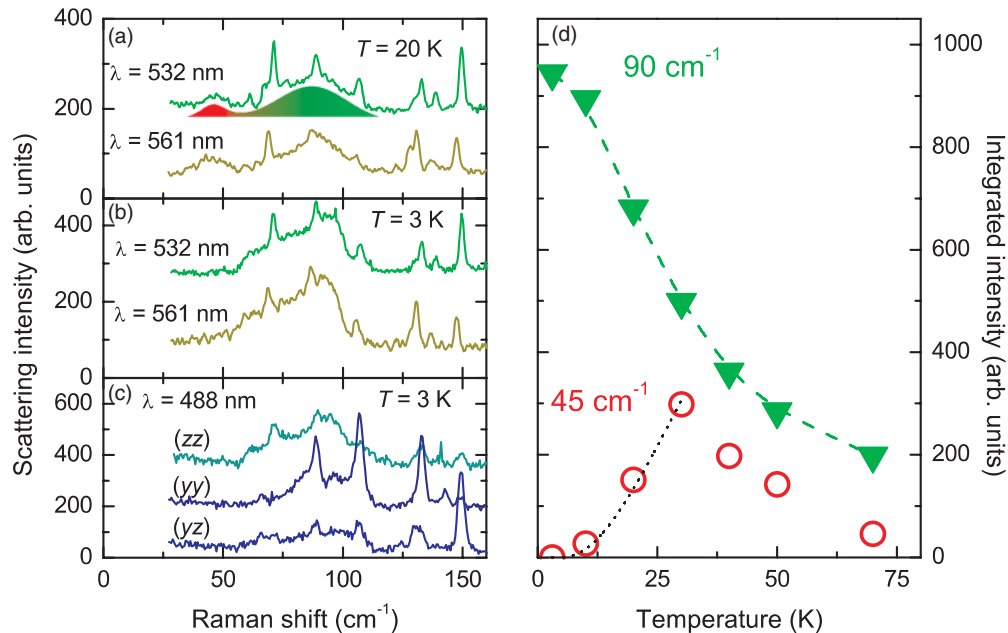 (a)
T = 20 K
λ = 532 nm
λ = 561 nm
400
200
0
(b)
T = 3 K
λ = 532 nm
λ = 561 nm
400
200
0
(c)
λ = 488 nm
T = 3 K
(zz)
(yy)
(yz)
600
400
200
0
50
100
150
Raman shift (cm⁻¹)
Scattering intensity (arb. units)
(d)
90 cm⁻¹
45 cm⁻¹
1000
800
600
400
200
0
0
25
50
75
Temperature (K)
Integrated intensity (arb. units)